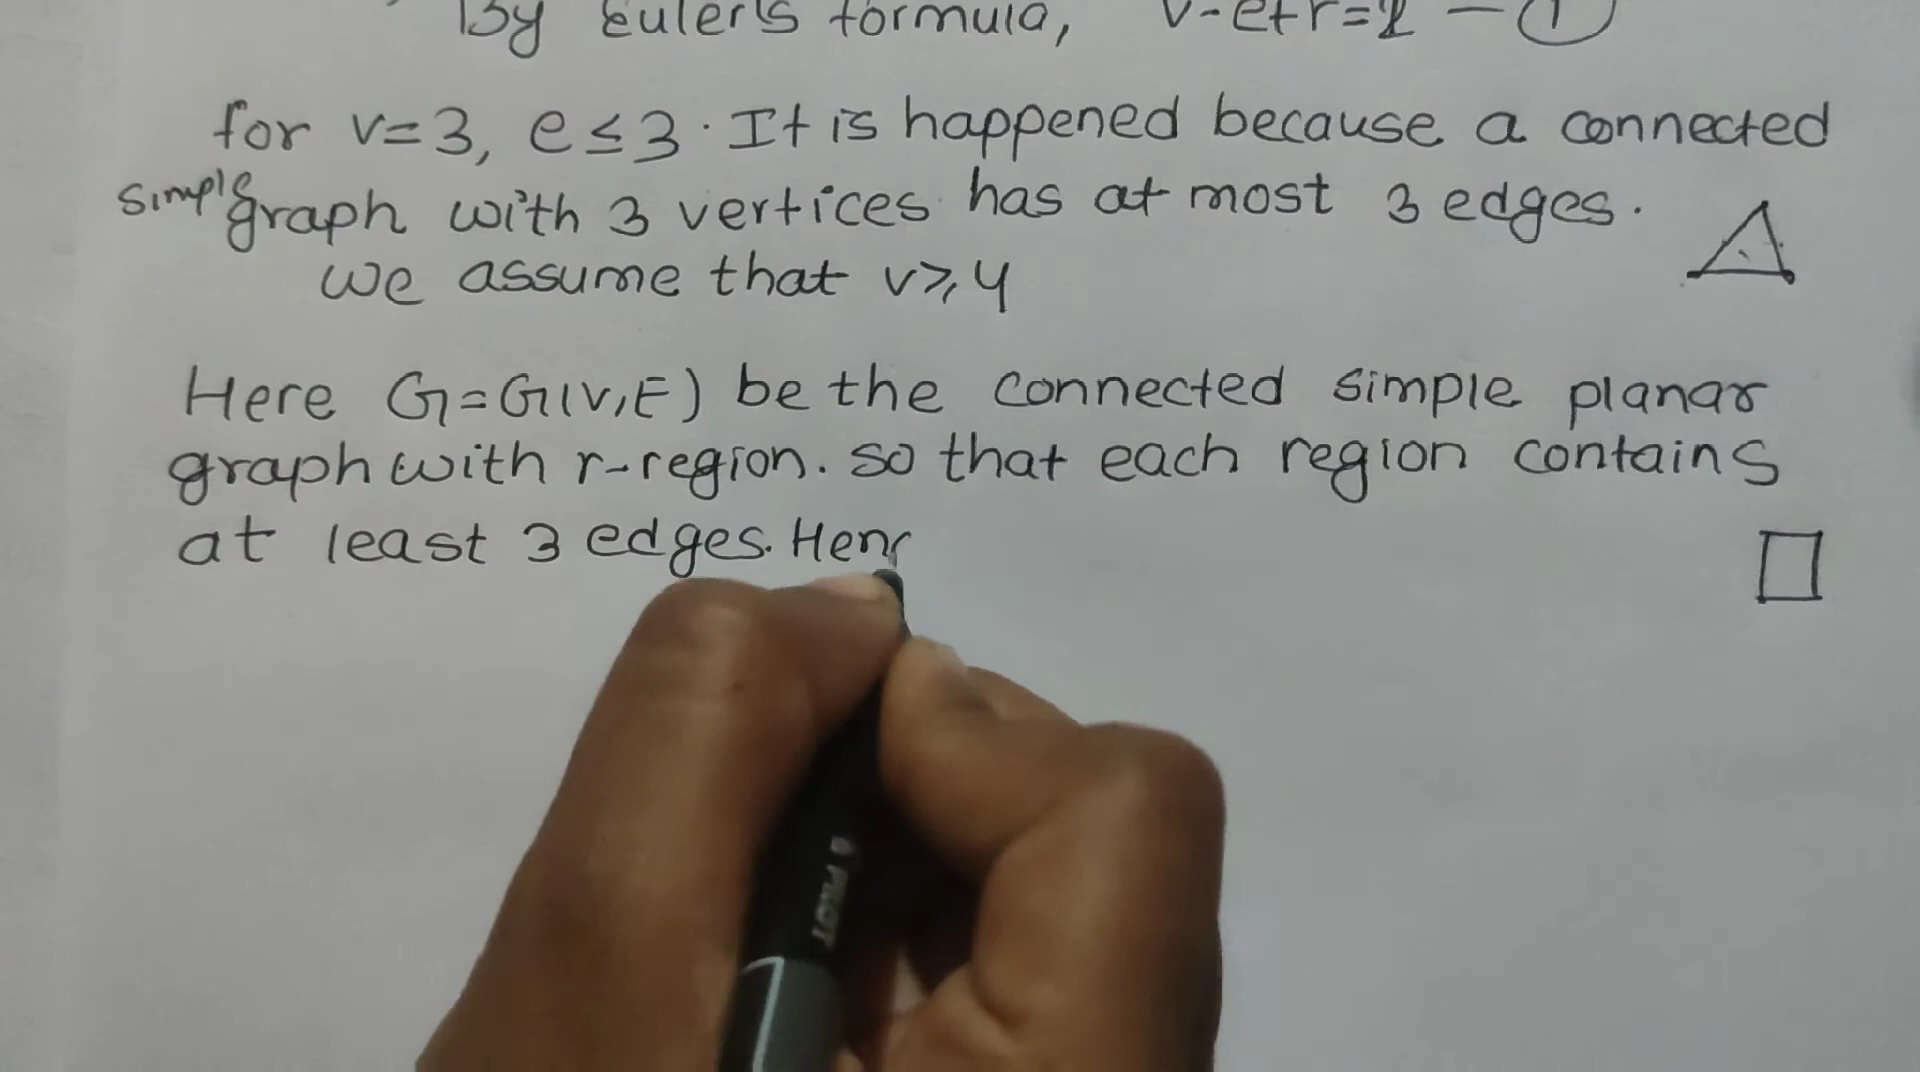 By Euler's formula, v-e+r=2 — ①
for v=3, e≤3. It is happened because a connected
simple graph with 3 vertices has at most 3 edges.
we assume that v≥4
Here G=G(V,E) be the connected simple planar
graph with r-region. so that each region contains
at least 3 edges. Henc
PILOT